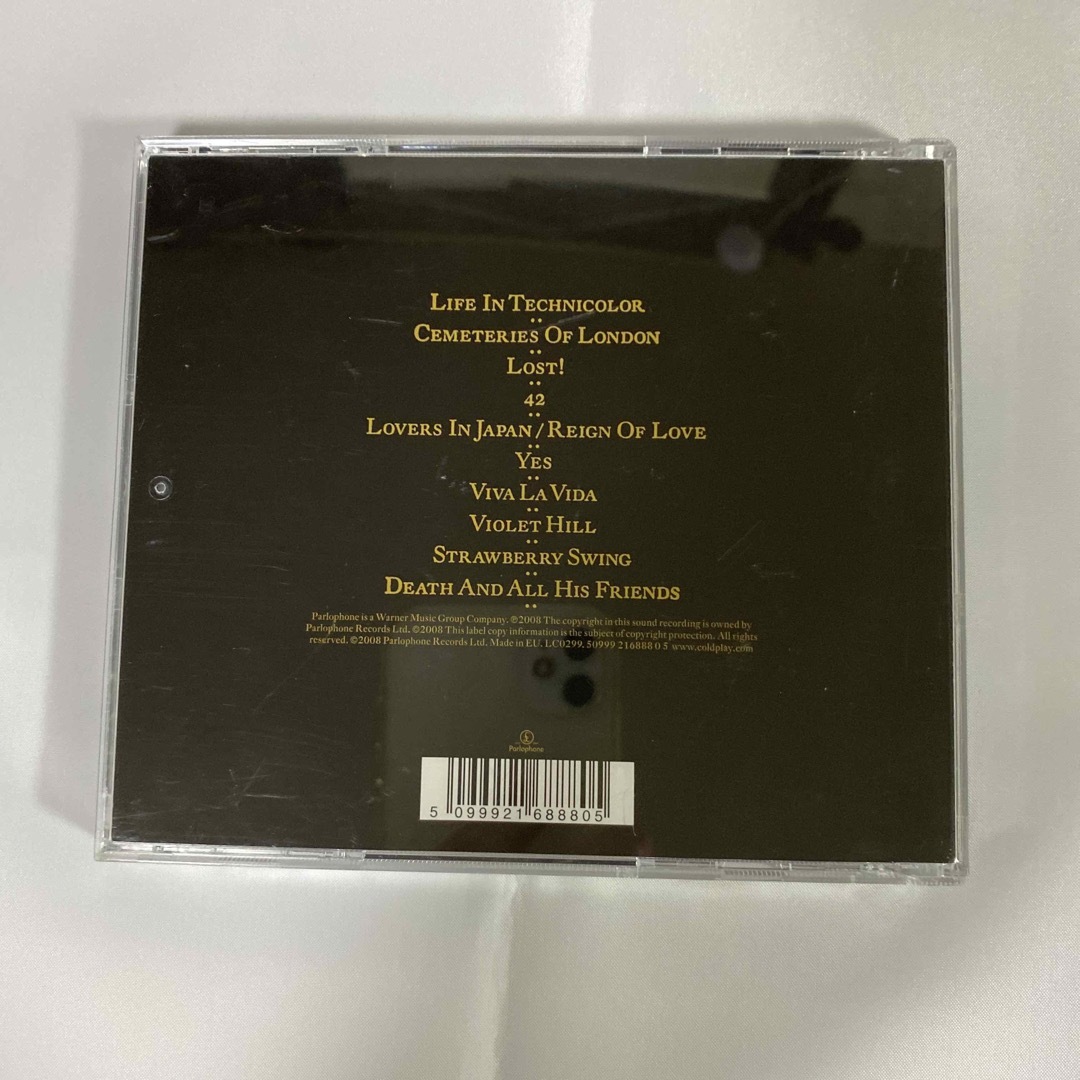 Life In Technicolor
Cemeteries Of London
Lost!
42
Lovers In Japan / Reign Of Love
Yes
Viva La Vida
Violet Hill
Strawberry Swing
Death And All His Friends
Parlophone is a Warner Music Group Company. ℗2008 The copyright in this sound recording is owned by
Parlophone Records Ltd. ©2008 This label copy information is the subject of copyright protection. All rights
reserved. ©2008 Parlophone Records Ltd. Made in EU. LC0299. 50999 216888 0 5 www.coldplay.com
£
Parlophone
5 099921 688805